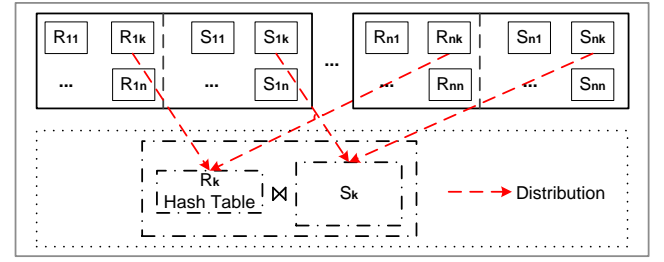 R11 R1k S11 S1k Rn1 Rnk Sn1 Snk
...
... R1n ... S1n ... Rnn ... Snn
Rk
Hash Table ⋈ Sk Distribution